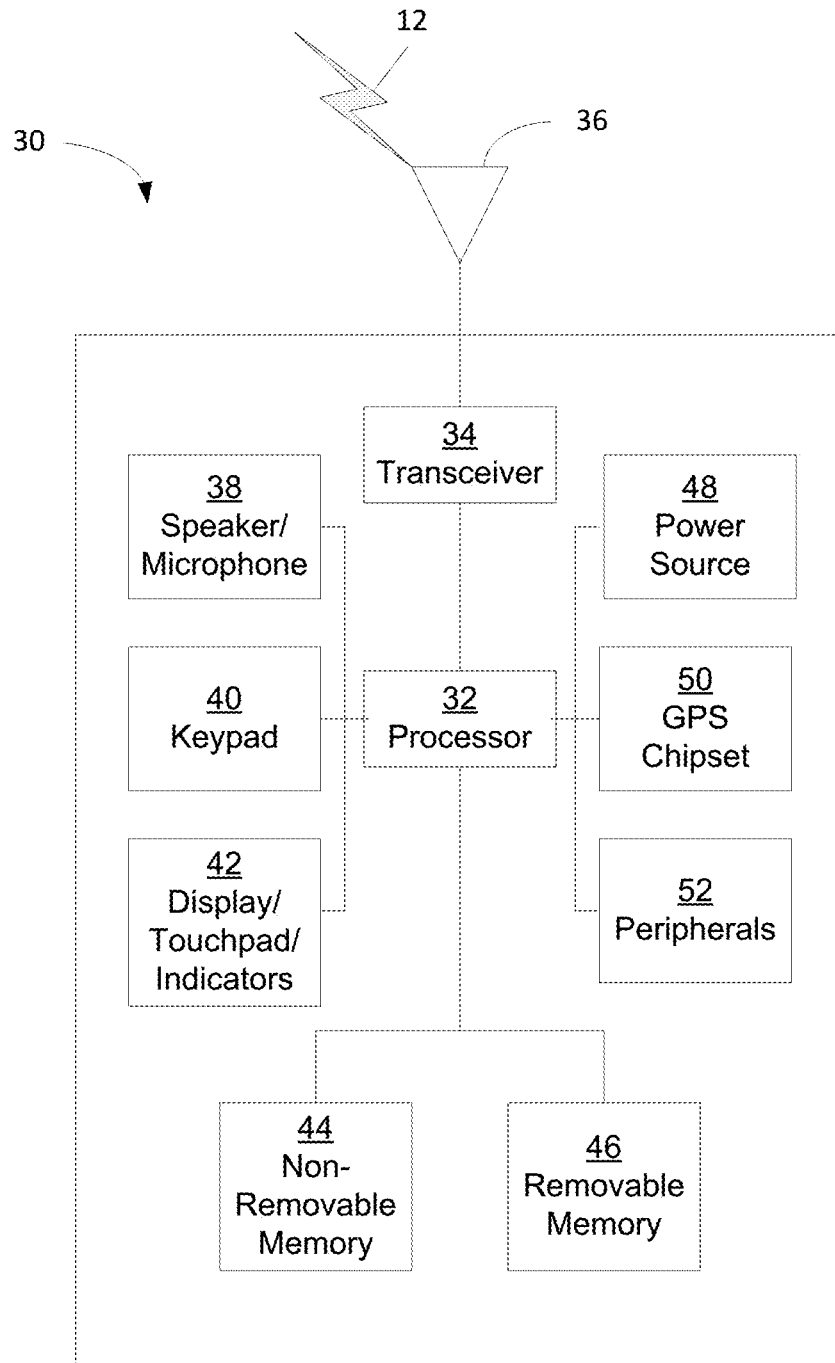 12
36
30
34
Transceiver
38
Speaker/
Microphone
48
Power
Source
40
Keypad
32
Processor
50
GPS
Chipset
42
Display/
Touchpad/
Indicators
52
Peripherals
44
Non-
Removable
Memory
46
Removable
Memory